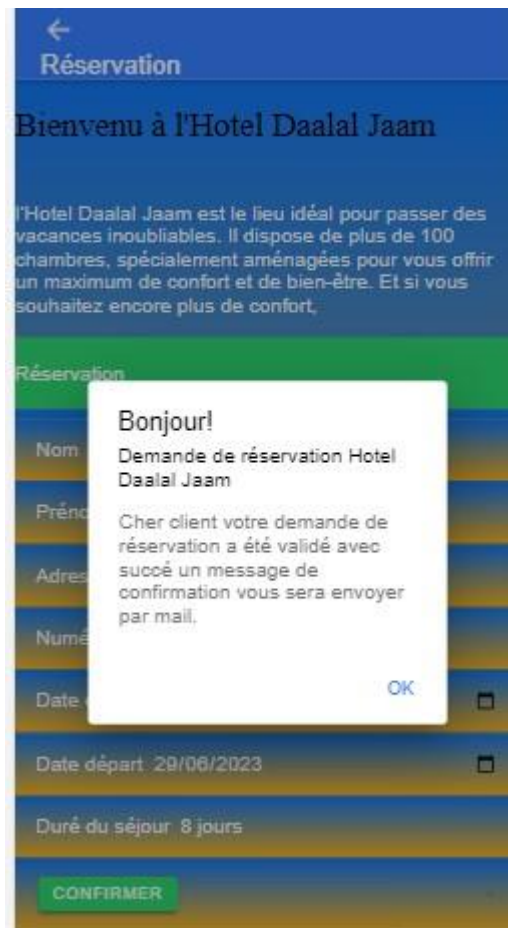 Réservation
Bienvenu à l'Hotel Daalal Jaam
l'Hotel Daalal Jaam est le lieu idéal pour passer des
vacances inoubliables. Il dispose de plus de 100
chambres, spécialement aménagées pour vous offrir
un maximum de confort et de bien-être. Et si vous
souhaitez encore plus de confort,
Réservation
Bonjour!
Demande de réservation Hotel
Daalal Jaam
Cher client votre demande de
réservation a été validé avec
succé un message de
confirmation vous sera envoyer
par mail.
OK
Nom
Date
Date départ 29/06/2023
Duré du séjour 8 jours
CONFIRMER